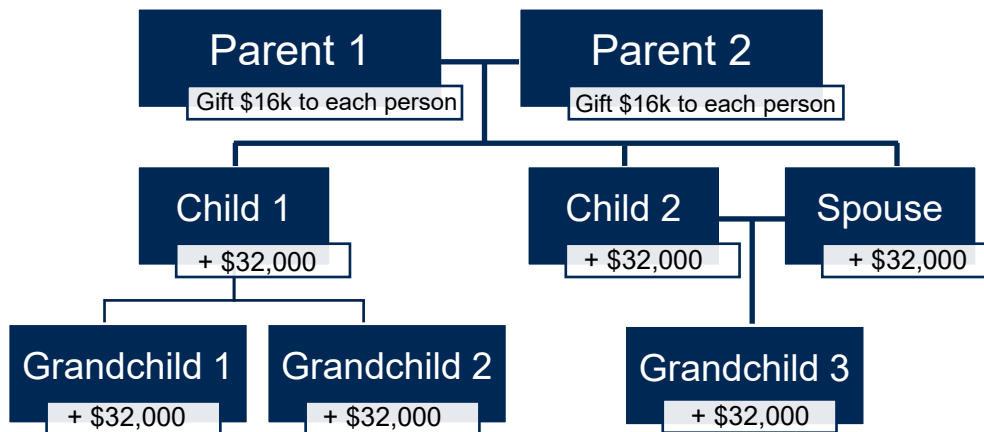 Parent 1
Parent 2
Gift $16k to each person
Gift $16k to each person
Child 1
Child 2
Spouse
+ $32,000
+ $32,000
+ $32,000
Grandchild 1
Grandchild 2
Grandchild 3
+ $32,000
+ $32,000
+ $32,000